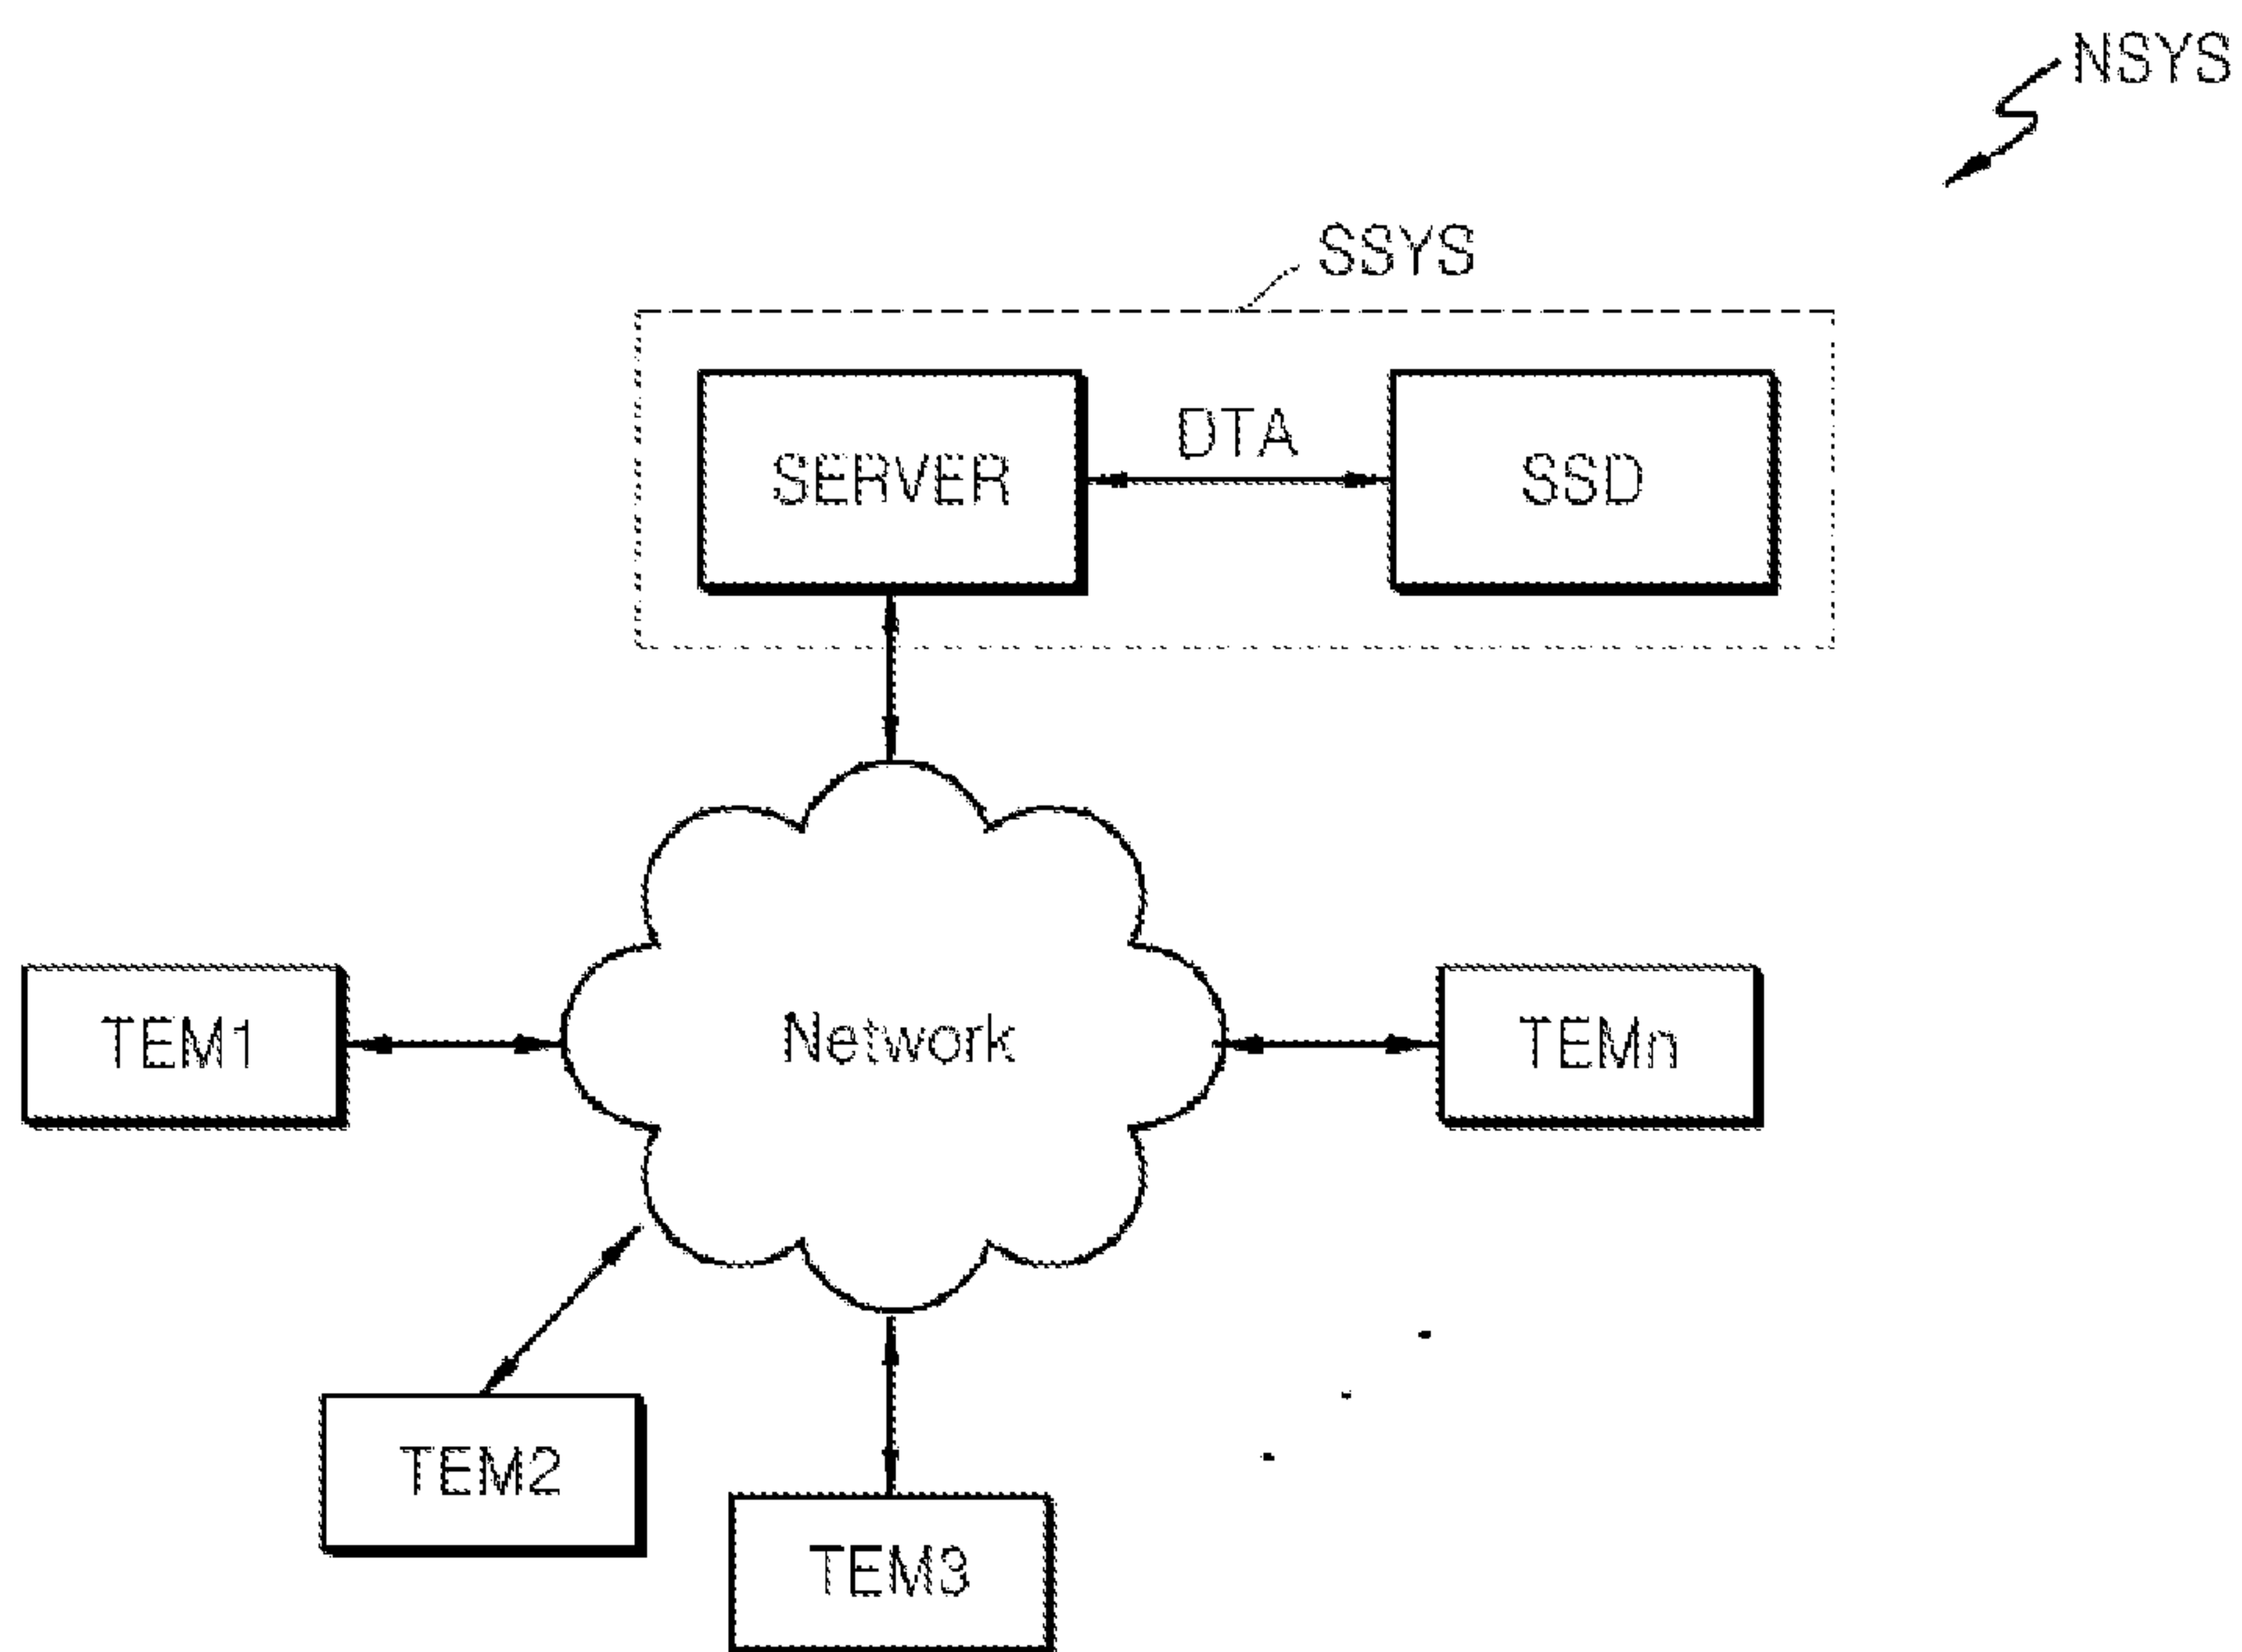 NSYS
SSYS
DTA
SERVER
SSD
TEM1
Network
TEMn
TEM2
TEM3